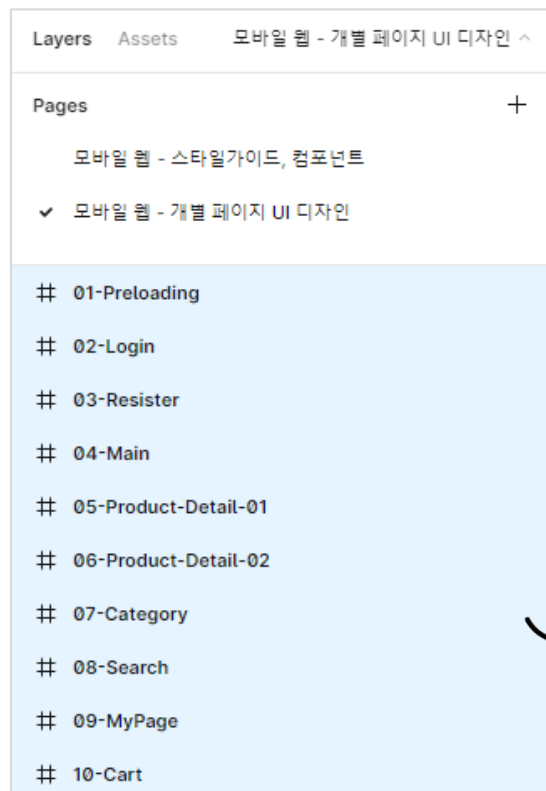 Layers Assets 모바일 웹 - 개별 페이지 UI 디자인
Pages
모바일 웹 - 스타일가이드, 컴포넌트
모바일 웹 - 개별 페이지 UI 디자인
01-Preloading
02-Login
03-Resister
04-Main
05-Product-Detail-01
06-Product-Detail-02
07-Category
08-Search
09-MyPage
10-Cart